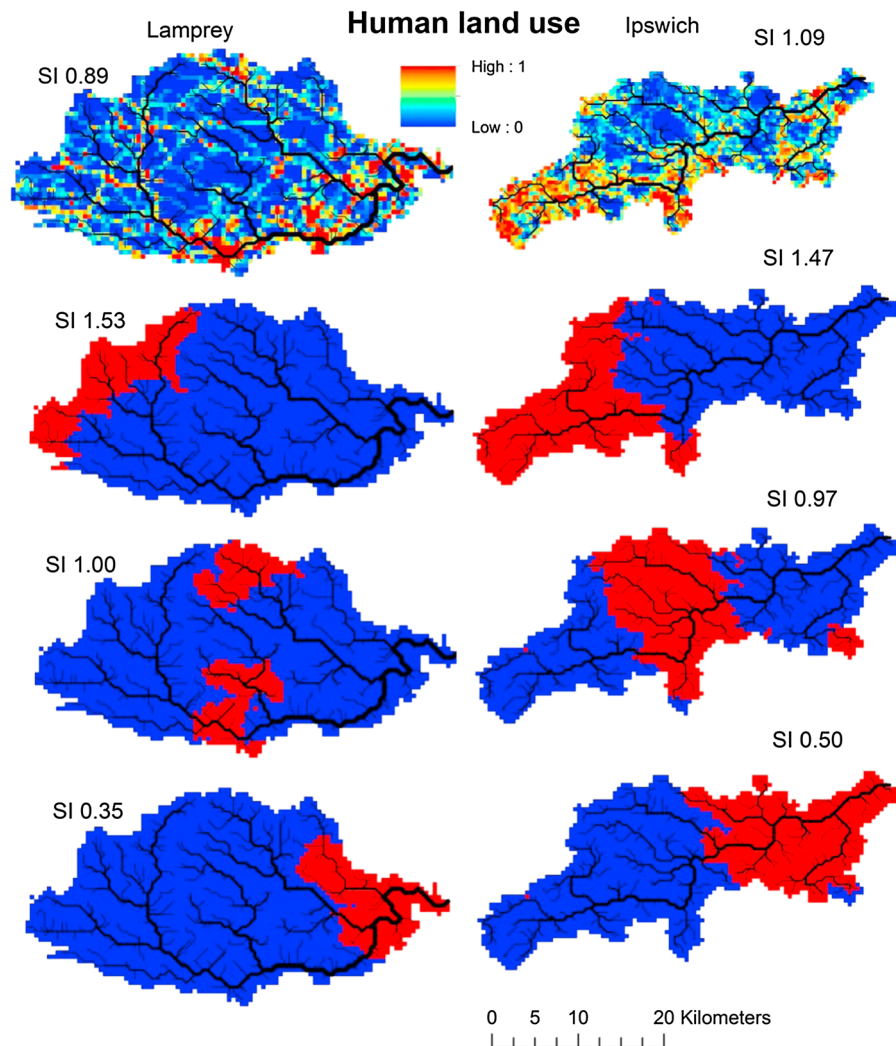 Human land use
Lamprey
Ipswich
SI 0.89
High : 1
Low : 0
SI 1.09
SI 1.53
SI 1.47
SI 1.00
SI 0.97
SI 0.35
SI 0.50
0 5 10 20 Kilometers